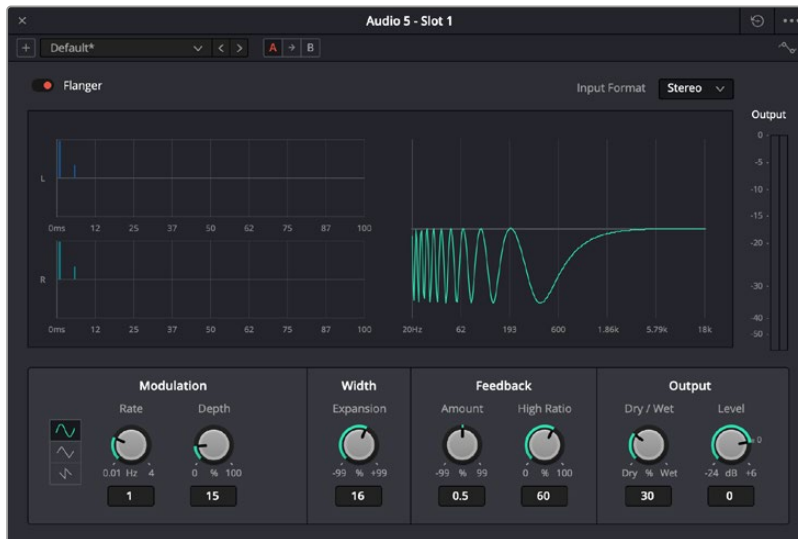 Audio 5 - Slot 1
Default*
A B
Flanger
Input Format Stereo
Output
L
0ms 12 25 37 50 62 75 87 100
R
0ms 12 25 37 50 62 75 87 100
20Hz 62 193 600 1.86k 5.79k 18k
0
-5
-10
-15
-20
-30
-40
-50
Modulation
Rate Depth
0.01 Hz 4 0 % 100
1 15
Width
Expansion
-99 % +99
16
Feedback
Amount High Ratio
-99 % 99 0 % 100
0.5 60
Output
Dry / Wet Level
0
Dry % Wet -24 dB +6
30 0